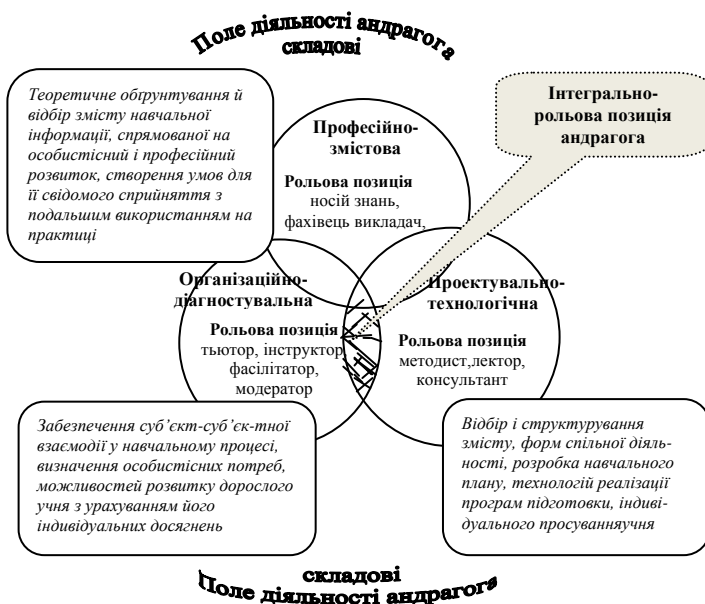 Поле діяльності андрагога
складові
Теоретичне обґрунтування й
відбір змісту навчальної
інформації, спрямованої на
особистісний і професійний
розвиток, створення умов для
її свідомого сприйняття з
подальшим використанням на
практиці
Професійно-
змістова
Рольова позиція
носій знань,
фахівець викладач,
Інтегрально-
рольова позиція
андрагога
Організаційно-
діагностувальна
Рольова позиція
тьютор, інструктор,
фасілітатор,
модератор
Проектувально-
технологічна
Рольова позиція
методист,лектор,
консультант
Забезпечення суб’єкт-суб’єк-тної
взаємодії у навчальному процесі,
визначення особистісних потреб,
можливостей розвитку дорослого
учня з урахуванням його
індивідуальних досягнень
Відбір і структурування
змісту, форм спільної діяль-
ності, розробка навчального
плану, технологій реалізації
програм підготовки, індиві-
дуального просуванняучня
складові
Поле діяльності андрагога